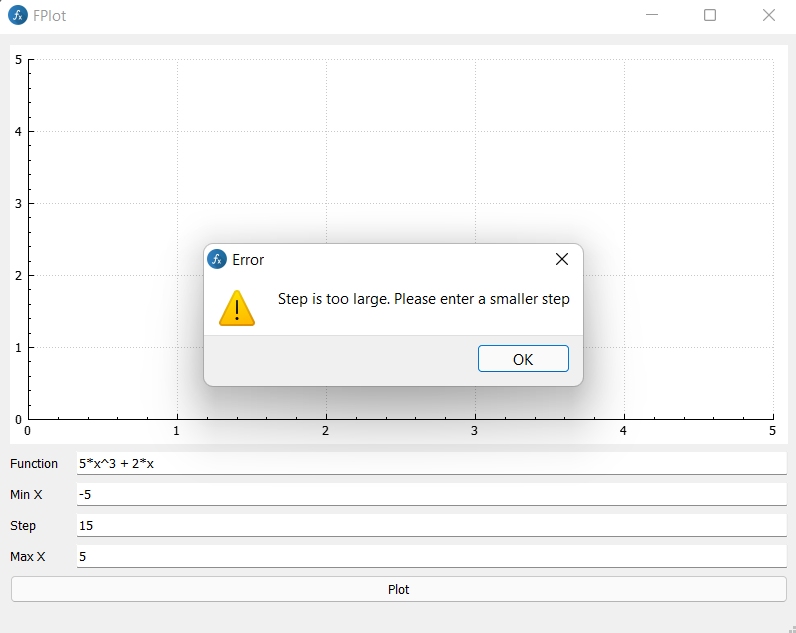 FPlot
5
4
3
2
1
0
0 1 2 3 4 5
Error
Step is too large. Please enter a smaller step
OK
Function 5*x^3 + 2*x
Min X -5
Step 15
Max X 5
Plot